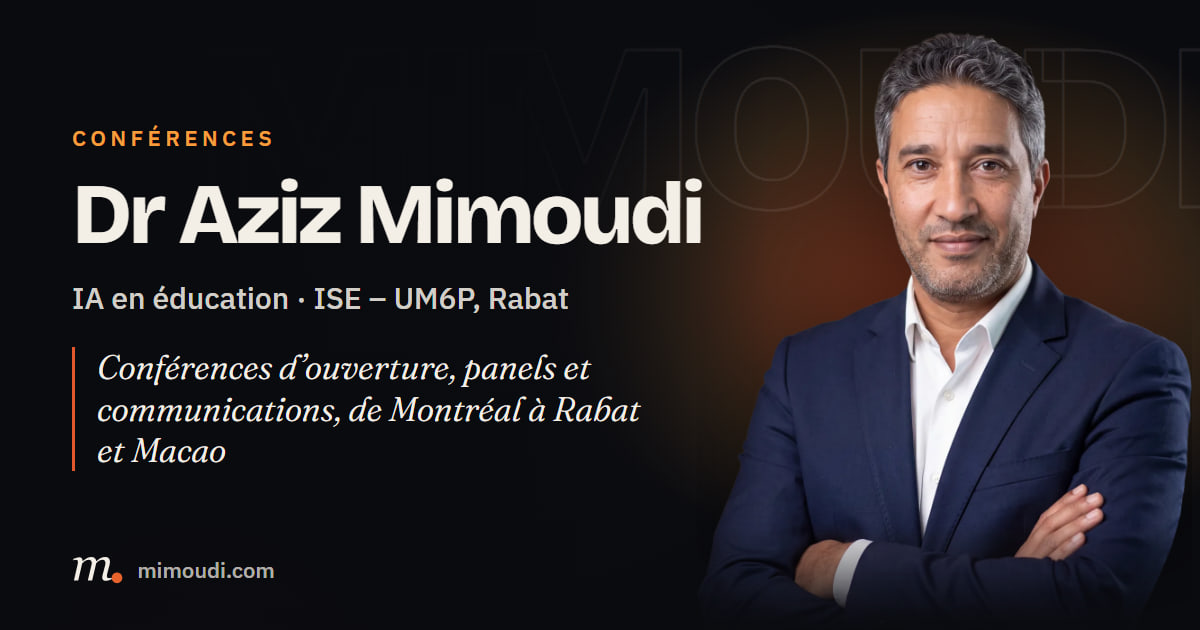 MIMOUDI
CONFÉRENCES
Dr Aziz Mimoudi
IA en éducation · ISE – UM6P, Rabat
Conférences d’ouverture, panels et
communications, de Montréal à Rabat
et Macao
m.
mimoudi.com